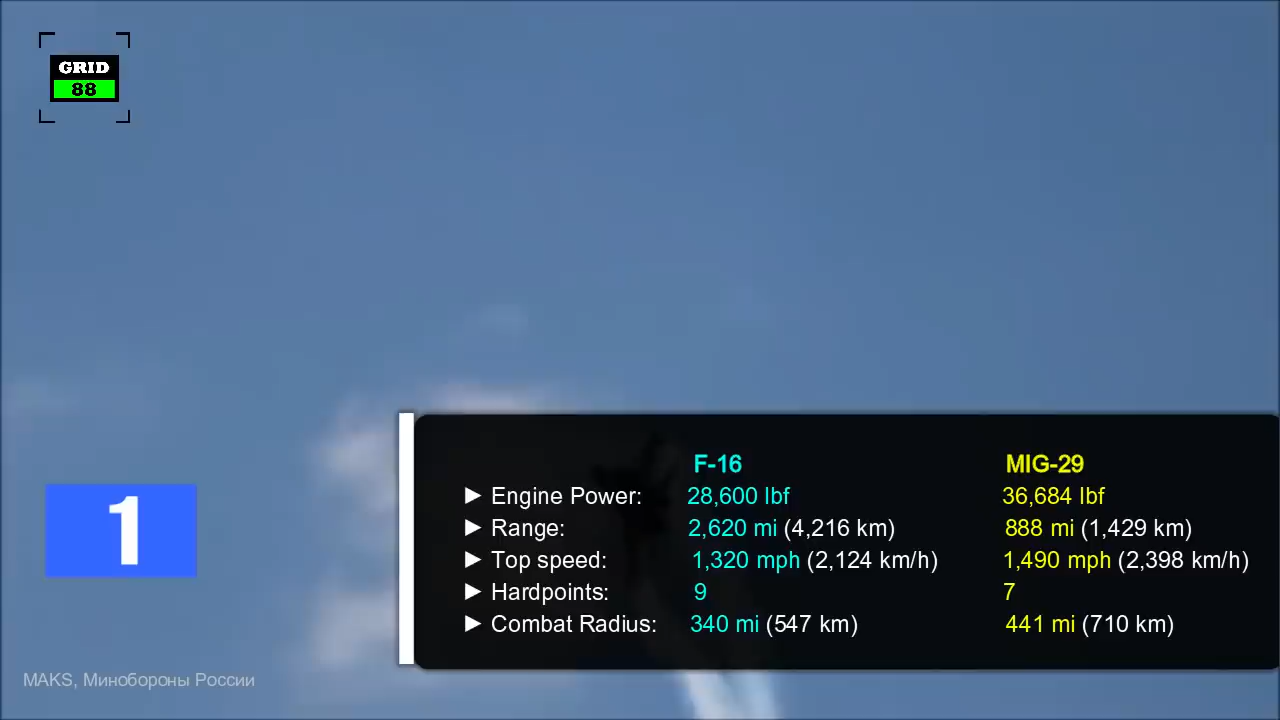 GRID
88
F-16 MIG-29
► Engine Power: 28,600 lbf 36,684 lbf
► Range: 2,620 mi (4,216 km) 888 mi (1,429 km)
► Top speed: 1,320 mph (2,124 km/h) 1,490 mph (2,398 km/h)
► Hardpoints: 9 7
► Combat Radius: 340 mi (547 km) 441 mi (710 km)
1
MAKS, Минобороны России